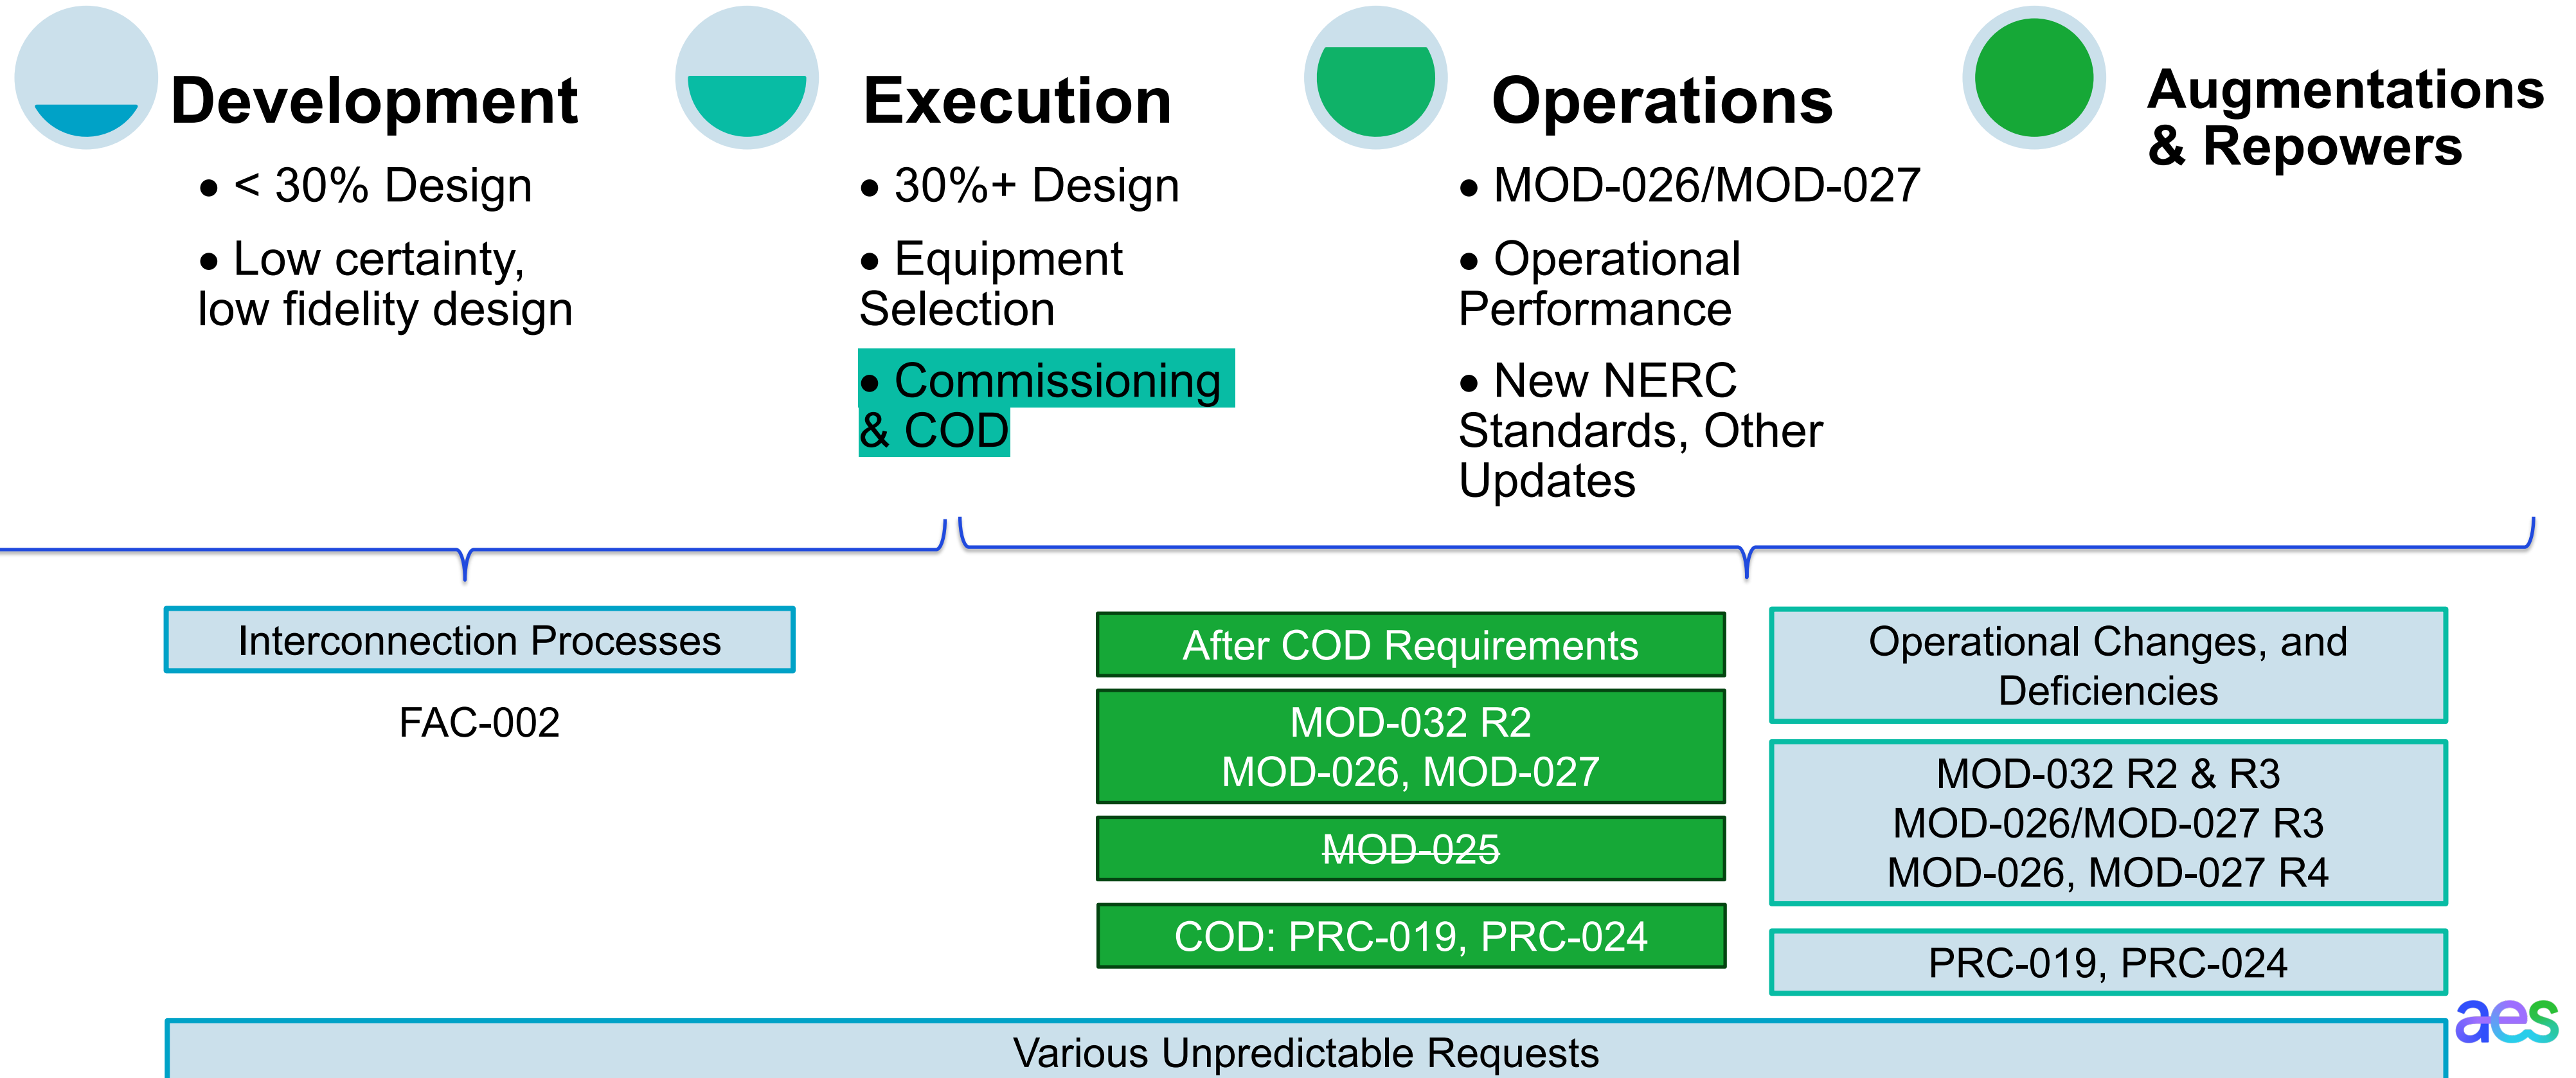 Development
• < 30% Design
• Low certainty,
low fidelity design
Execution
• 30%+ Design
• Equipment
Selection
• Commissioning
& COD
Operations
• MOD-026/MOD-027
• Operational
Performance
• New NERC
Standards, Other
Updates
Augmentations
& Repowers
Interconnection Processes
FAC-002
After COD Requirements
MOD-032 R2
MOD-026, MOD-027
MOD-025
COD: PRC-019, PRC-024
Operational Changes, and
Deficiencies
MOD-032 R2 & R3
MOD-026/MOD-027 R3
MOD-026, MOD-027 R4
PRC-019, PRC-024
Various Unpredictable Requests
aes